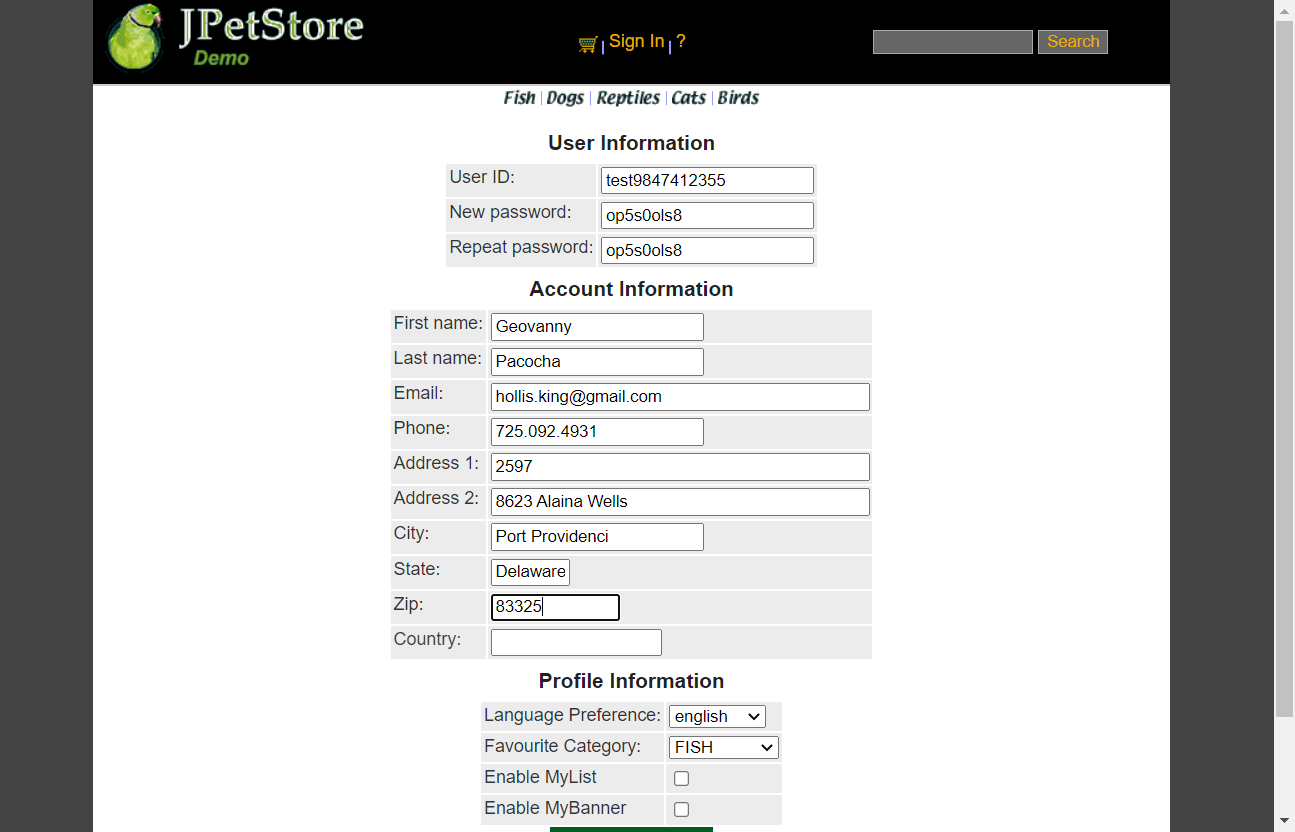 JPetStore
Demo
Sign In | ?
Search
Fish | Dogs | Reptiles | Cats | Birds
User Information
User ID: test9847412355
New password: op5s0ols8
Repeat password: op5s0ols8
Account Information
First name: Geovanny
Last name: Pacocha
Email: hollis.king@gmail.com
Phone: 725.092.4931
Address 1: 2597
Address 2: 8623 Alaina Wells
City: Port Providenci
State: Delaware
Zip: 83325
Country:
Profile Information
Language Preference: english
Favourite Category: FISH
Enable MyList
Enable MyBanner